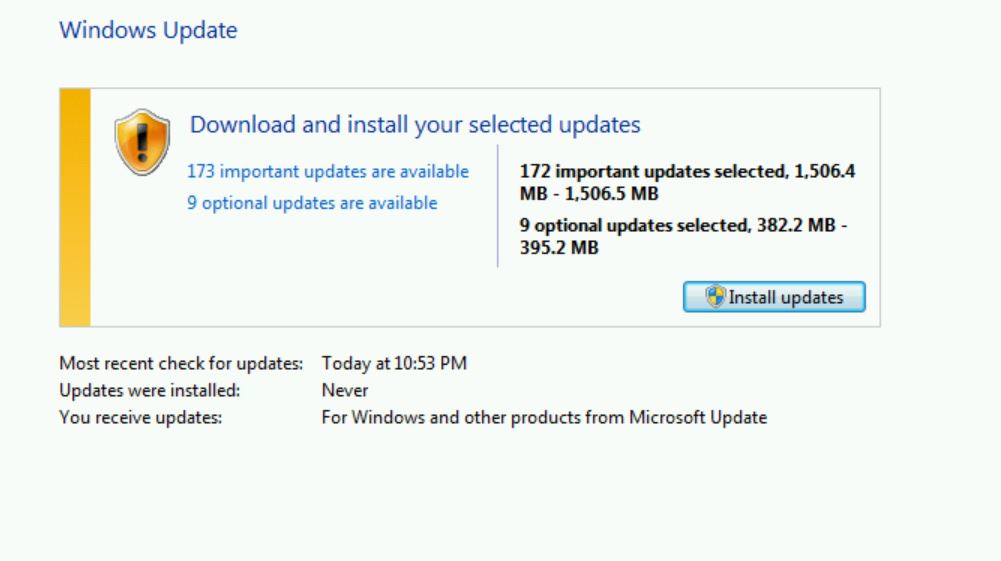 Windows Update
Download and install your selected updates
173 important updates are available
9 optional updates are available
172 important updates selected, 1,506.4
MB - 1,506.5 MB
9 optional updates selected, 382.2 MB -
395.2 MB
Install updates
Most recent check for updates: Today at 10:53 PM
Updates were installed: Never
You receive updates: For Windows and other products from Microsoft Update